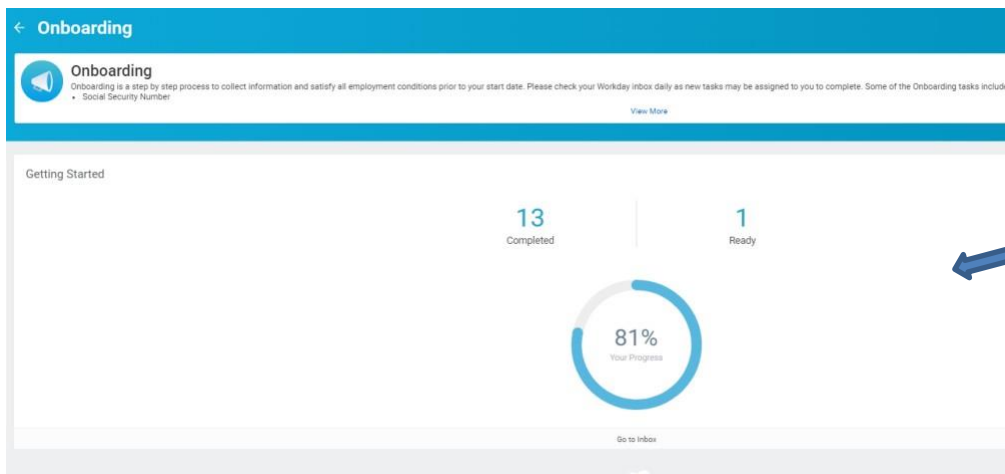 ← Onboarding
Onboarding
Onboarding is a step by step process to collect information and satisfy all employment conditions prior to your start date. Please check your Workday inbox daily as new tasks may be assigned to you to complete. Some of the Onboarding tasks include
• Social Security Number
View More
Getting Started
13 1
Completed Ready
81%
Your Progress
Go to Inbox